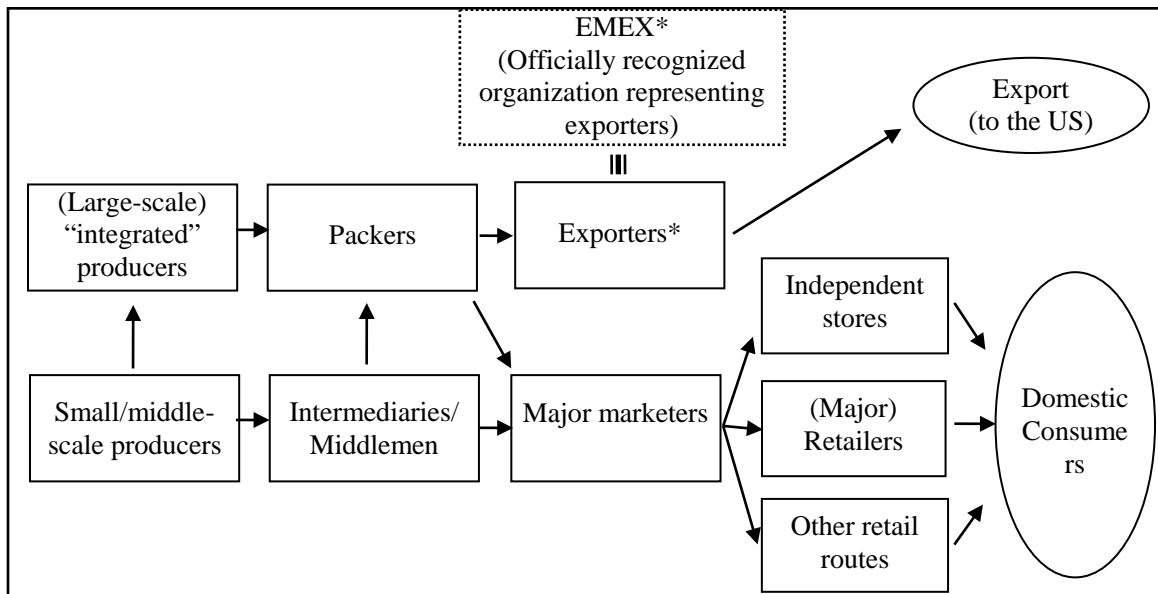 EMEX*
(Officially recognized
organization representing
exporters)
Export
(to the US)
(Large-scale)
“integrated”
producers
Packers
Exporters*
Independent
stores
Small/middle-
scale producers
Intermediaries/
Middlemen
Major marketers
(Major)
Retailers
Domestic
Consume
rs
Other retail
routes